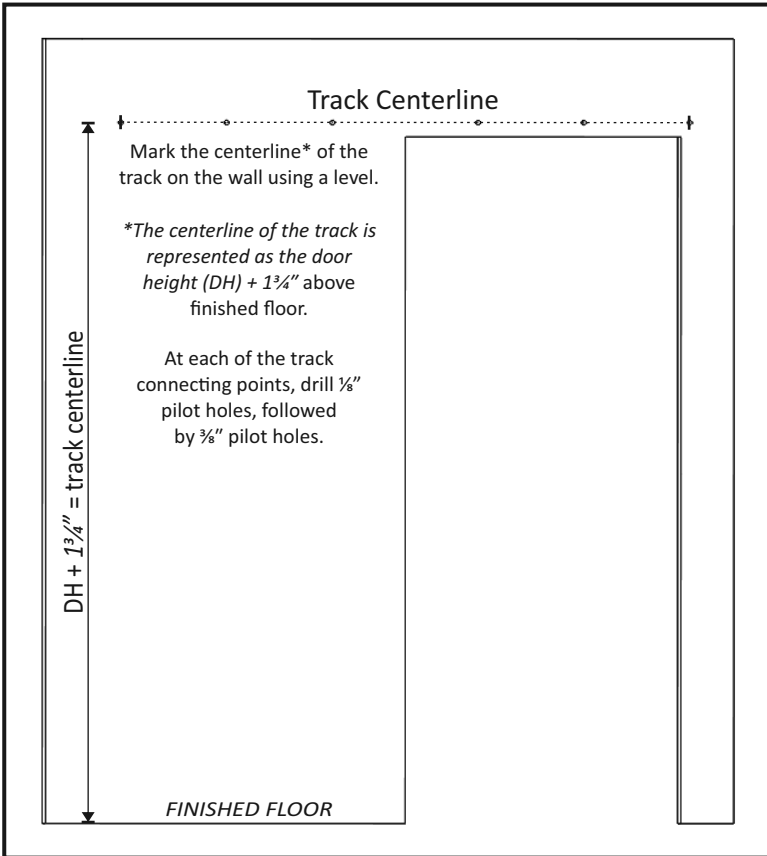 Track Centerline
Mark the centerline* of the
track on the wall using a level.
*The centerline of the track is
represented as the door
height (DH) + 1¾” above
finished floor.
At each of the track
connecting points, drill ⅛”
pilot holes, followed
by ⅜” pilot holes.
DH + 1¾” = track centerline
FINISHED FLOOR